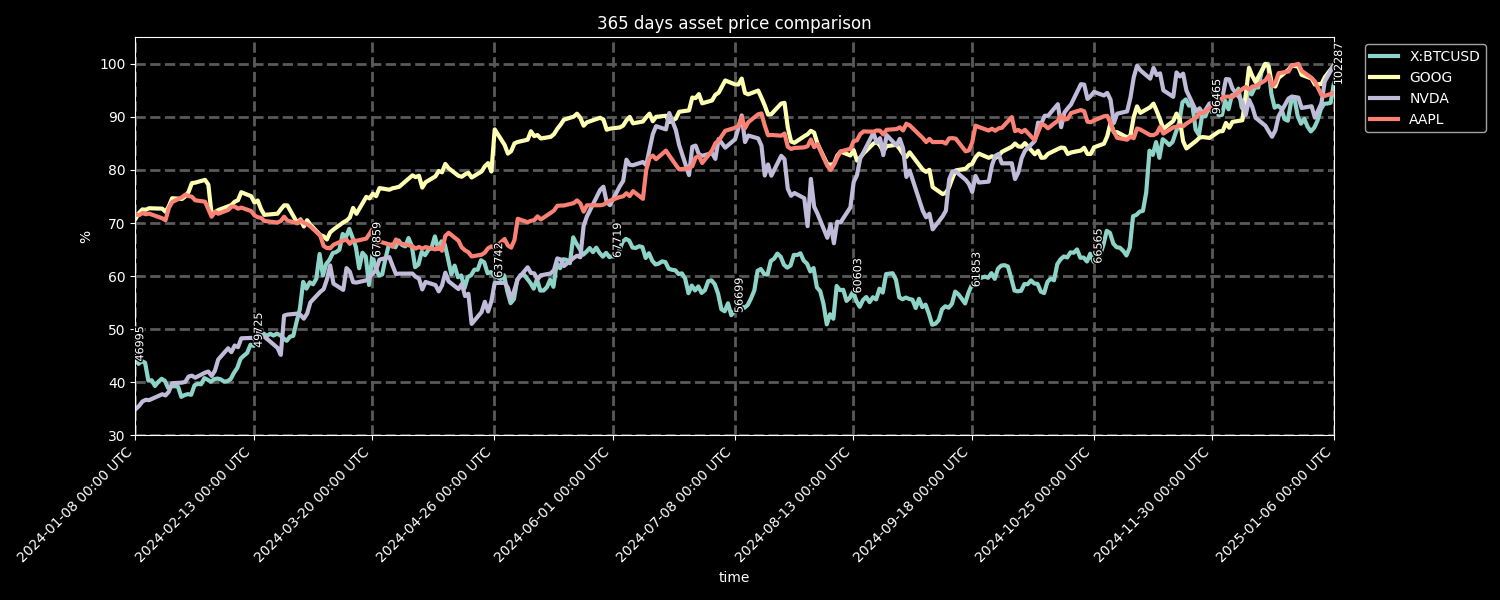 365 days asset price comparison
X:BTCUSD
GOOG
NVDA
AAPL
%
100
90
80
70
60
50
40
30
46995
49725
67859
63742
67719
56699
60603
61853
66565
96465
102287
2024-01-08 00:00 UTC
2024-02-13 00:00 UTC
2024-03-20 00:00 UTC
2024-04-26 00:00 UTC
2024-06-01 00:00 UTC
2024-07-08 00:00 UTC
2024-08-13 00:00 UTC
2024-09-18 00:00 UTC
2024-10-25 00:00 UTC
2024-11-30 00:00 UTC
2025-01-06 00:00 UTC
time